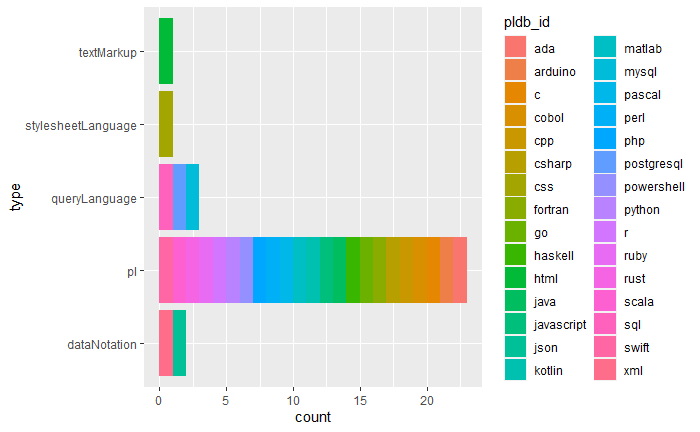 textMarkup
stylesheetLanguage
queryLanguage
pl
dataNotation
type
0 5 10 15 20
count
pldb_id
ada
arduino
c
cobol
cpp
csharp
css
fortran
go
haskell
html
java
javascript
json
kotlin
matlab
mysql
pascal
perl
php
postgresql
powershell
python
r
ruby
rust
scala
sql
swift
xml